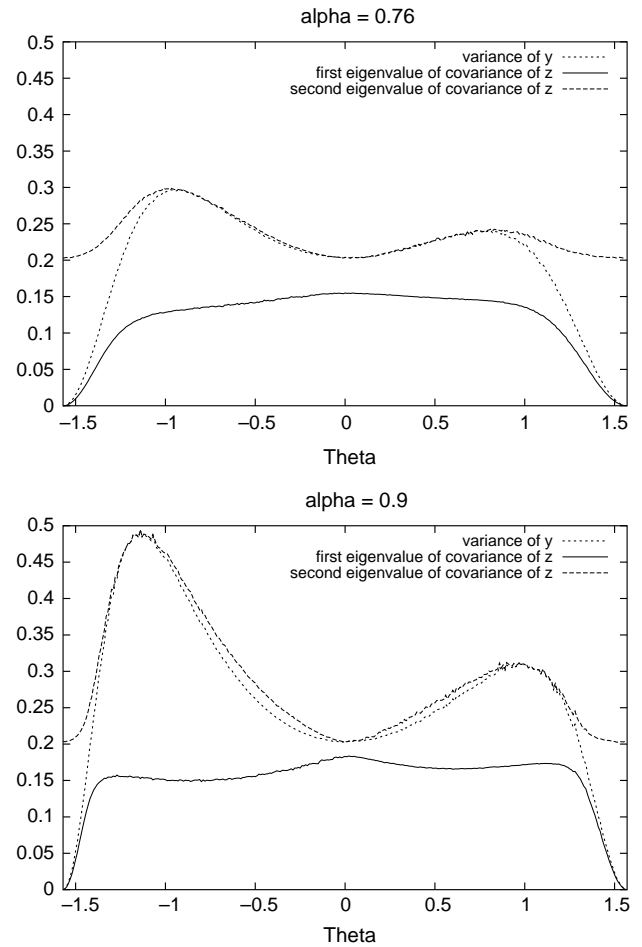 alpha = 0.76
0.5
0.45
0.4
0.35
0.3
0.25
0.2
0.15
0.1
0.05
0
variance of y
first eigenvalue of covariance of z
second eigenvalue of covariance of z
−1.5 −1 −0.5 0 0.5 1 1.5
Theta
alpha = 0.9
0.5
0.45
0.4
0.35
0.3
0.25
0.2
0.15
0.1
0.05
0
variance of y
first eigenvalue of covariance of z
second eigenvalue of covariance of z
−1.5 −1 −0.5 0 0.5 1 1.5
Theta